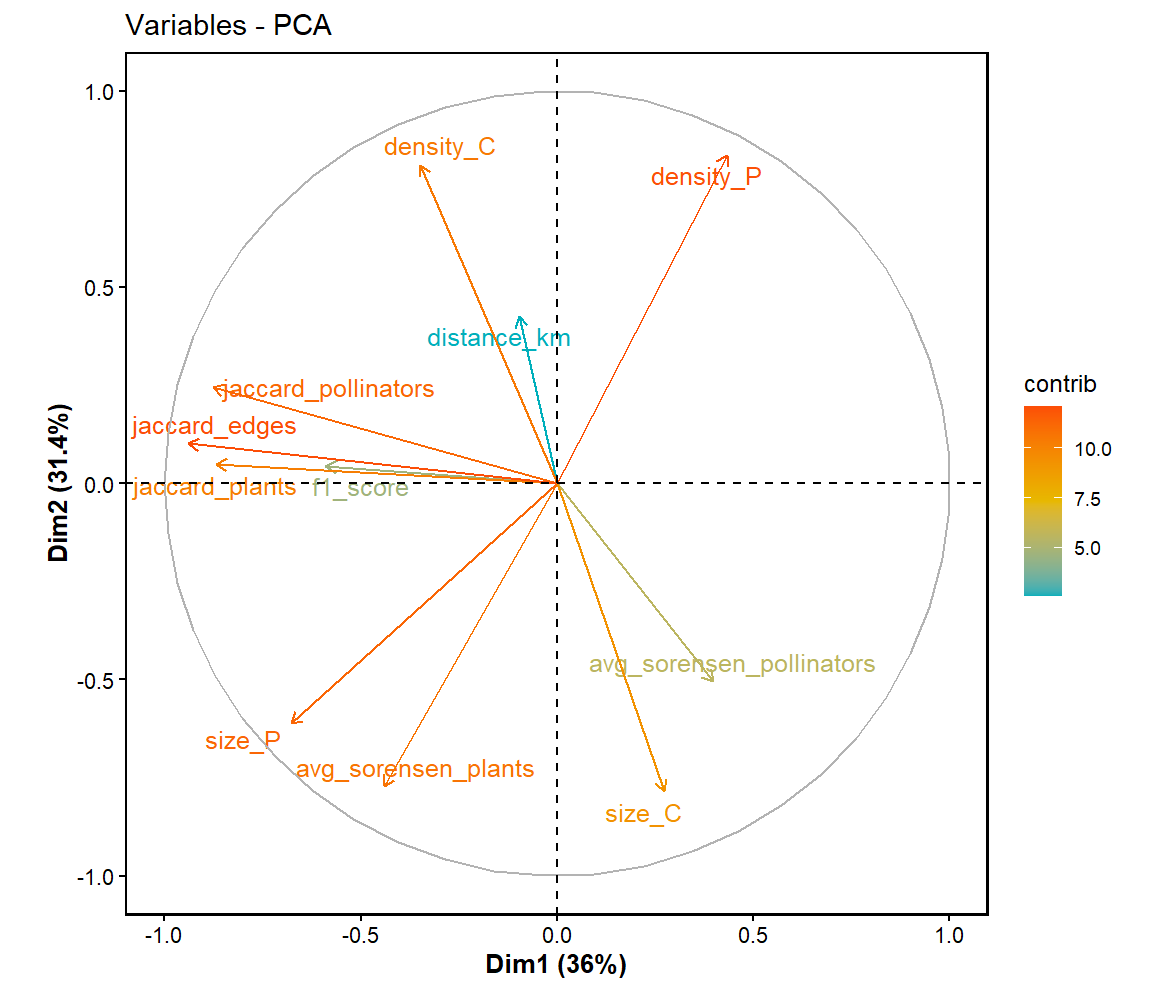 Variables - PCA
1.0
density_C
density_P
0.5
distance_km
jaccard_pollinators
contrib
jaccard_edges
10.0
0.0
jaccard_plants
f1_score
7.5
Dim2 (31.4%)
5.0
avg_sorensen_pollinators
-0.5
size_P
avg_sorensen_plants
size_C
-1.0
-1.0
-0.5
0.0
0.5
1.0
Dim1 (36%)